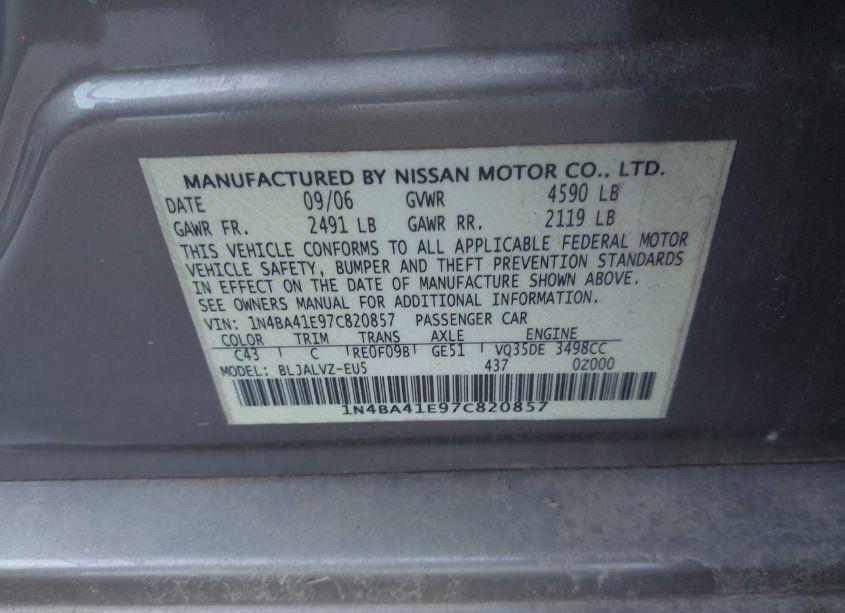 MANUFACTURED BY NISSAN MOTOR CO., LTD.
DATE 09/06 GVWR 4590 LB
GAWR FR. 2491 LB GAWR RR. 2119 LB
THIS VEHICLE CONFORMS TO ALL APPLICABLE FEDERAL MOTOR
VEHICLE SAFETY, BUMPER AND THEFT PREVENTION STANDARDS
IN EFFECT ON THE DATE OF MANUFACTURE SHOWN ABOVE.
SEE OWNERS MANUAL FOR ADDITIONAL INFORMATION.
VIN: 1N4BA41E97C820857 PASSENGER CAR
COLOR TRIM TRANS AXLE ENGINE
C43 C RE0F09B GE51 VQ35DE 3498CC
MODEL: BLJALVZ-EU5 437 0Z000
1N4BA41E97C820857